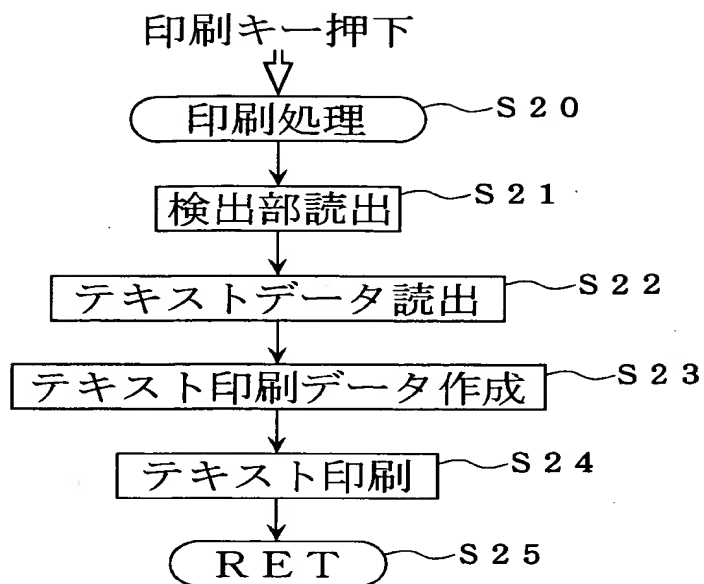 印刷キー押下
印刷処理 S20
検出部読出 S21
テキストデータ読出 S22
テキスト印刷データ作成 S23
テキスト印刷 S24
RET S25